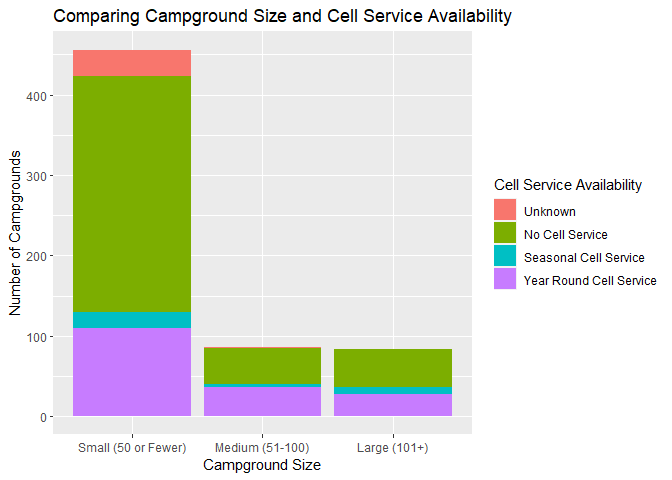 Comparing Campground Size and Cell Service Availability
Number of Campgrounds
400
300
200
100
0
Small (50 or Fewer)
Medium (51-100)
Large (101+)
Campground Size
Cell Service Availability
Unknown
No Cell Service
Seasonal Cell Service
Year Round Cell Service